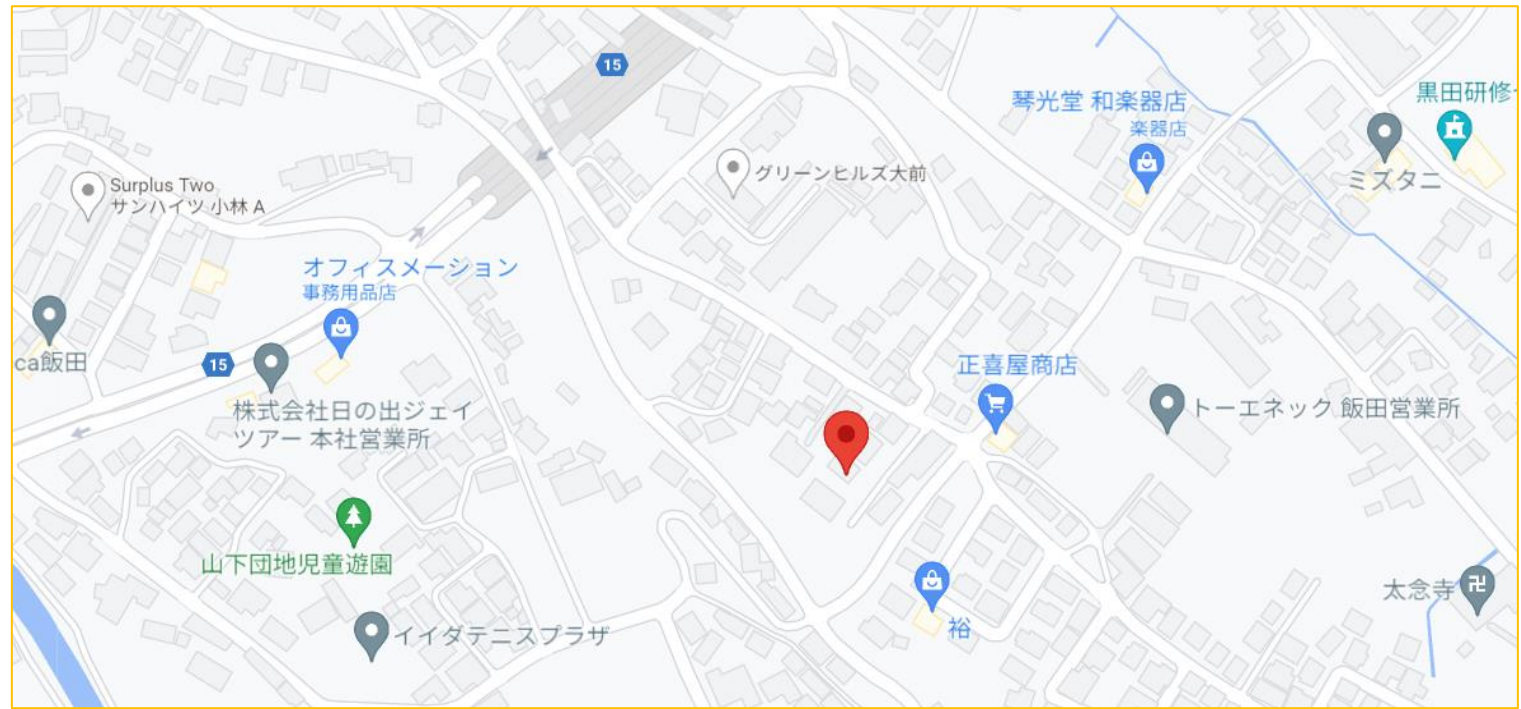 15
琴光堂 和楽器店
楽器店
黒田研修
ミズタニ
グリーンヒルズ大前
Surplus Two
サンハイツ 小林 A
オフィスメーション
事務用品店
ca飯田
15
正喜屋商店
株式会社日の出ジェイ
ツアー 本社営業所
トーエネック 飯田営業所
山下団地児童遊園
太念寺
裕
イイダテニスプラザ